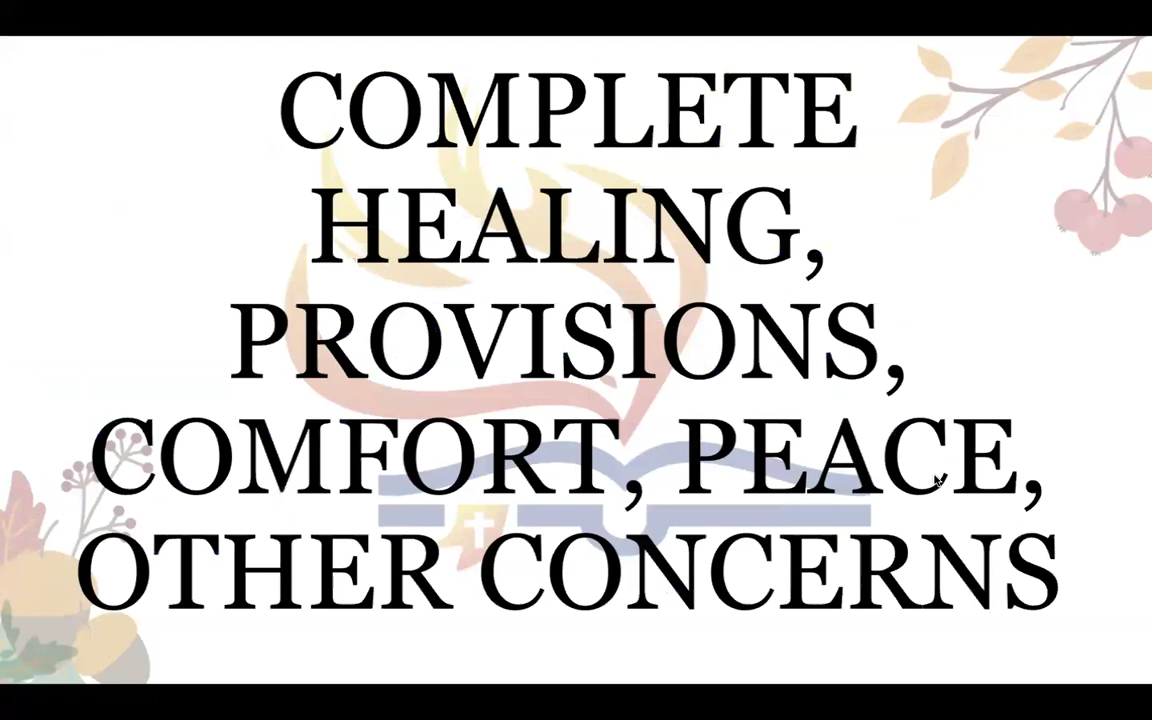 COMPLETE
HEALING,
PROVISIONS,
COMFORT, PEACE,
OTHER CONCERNS